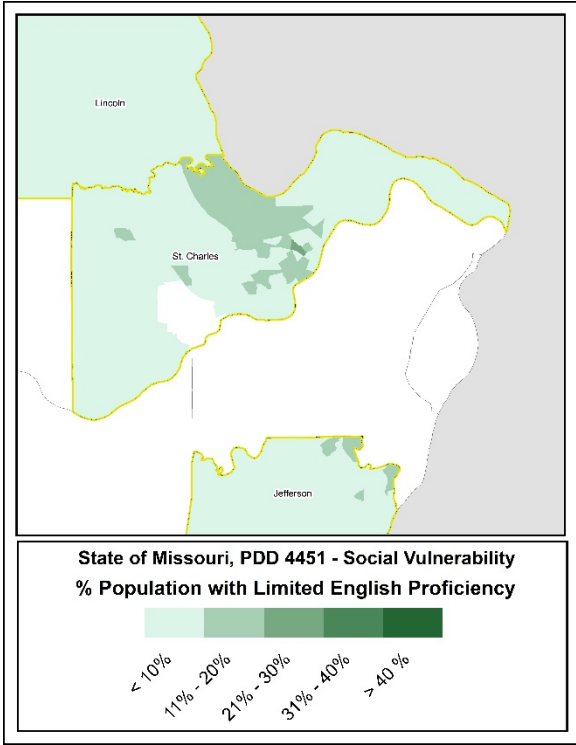 Lincoln
St. Charles
Jefferson
State of Missouri, PDD 4451 - Social Vulnerability
% Population with Limited English Proficiency
< 10%
11% - 20%
21% - 30%
31% - 40%
> 40 %